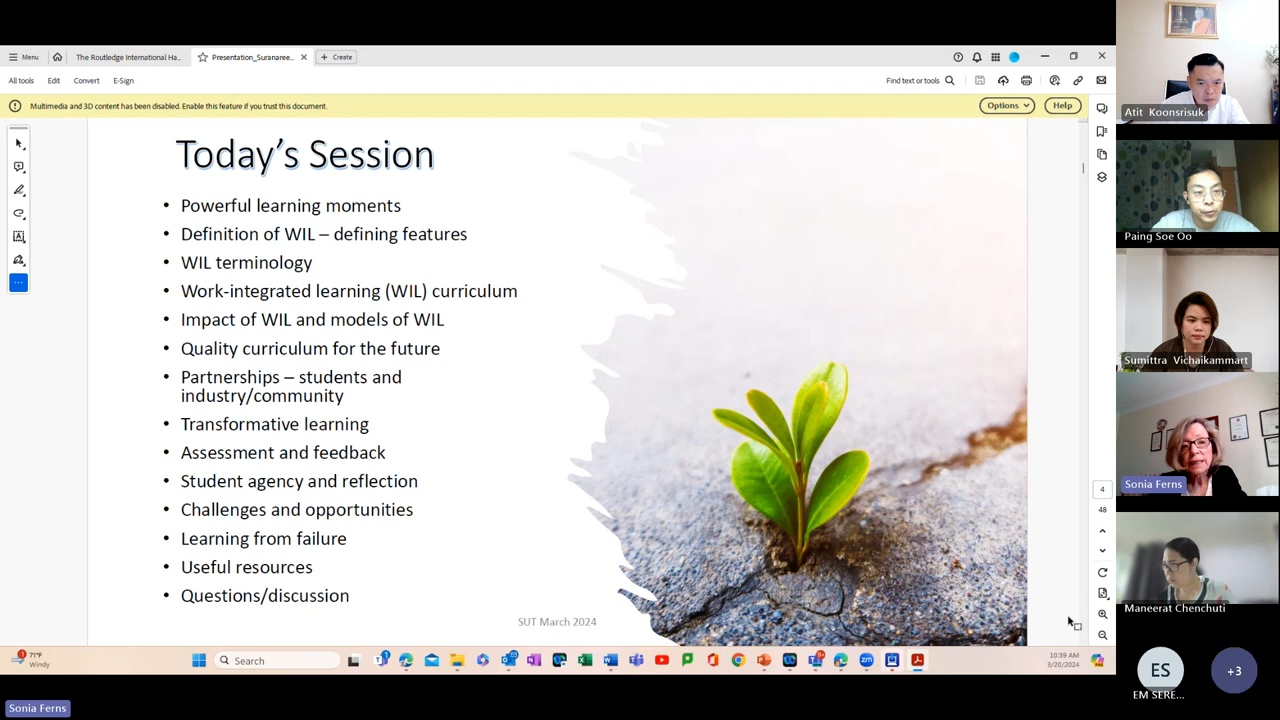 Menu
The Routledge International Ha...
Presentation_Suranaree...
Create
All tools
Edit
Convert
E-Sign
Find text or tools
Multimedia and 3D content has been disabled. Enable this feature if you trust this document.
Options
Help
Today's Session
• Powerful learning moments
• Definition of WIL – defining features
• WIL terminology
• Work-integrated learning (WIL) curriculum
• Impact of WIL and models of WIL
• Quality curriculum for the future
• Partnerships – students and
industry/community
• Transformative learning
• Assessment and feedback
• Student agency and reflection
• Challenges and opportunities
• Learning from failure
• Useful resources
• Questions/discussion
SUT March 2024
4
48
71°F
Windy
Search
10:39 AM
3/20/2024
Sonia Ferns
Atit Koonsrisuk
Paing Soe Oo
Sumittra Vichaikammart
Sonia Ferns
Maneerat Chenchuti
ES
EM SERE...
+3